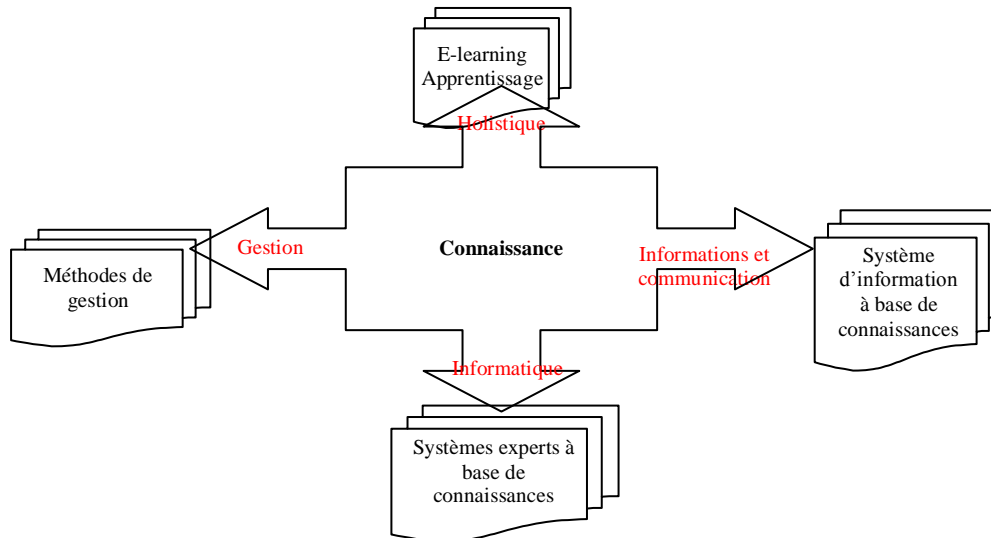 E-learning
Apprentissage
Holistique
Gestion
Connaissance
Informations et
communication
Méthodes de
gestion
Système
d’information
à base de
connaissances
Informatique
Systèmes experts à
base de
connaissances